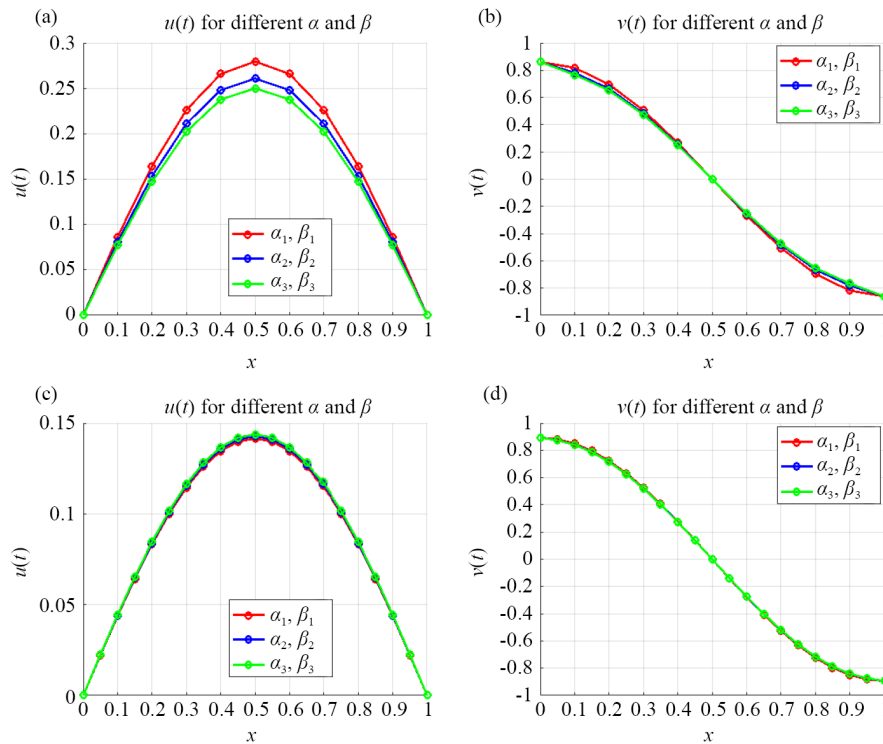 (a)
u(t) for different α and β
0.3
0.25
0.2
0.15
0.1
0.05
0
u(t)
α₁, β₁
α₂, β₂
α₃, β₃
0 0.1 0.2 0.3 0.4 0.5 0.6 0.7 0.8 0.9 1
x
(b)
v(t) for different α and β
1
0.8
0.6
0.4
0.2
0
-0.2
-0.4
-0.6
-0.8
-1
v(t)
α₁, β₁
α₂, β₂
α₃, β₃
0 0.1 0.2 0.3 0.4 0.5 0.6 0.7 0.8 0.9
x
(c)
u(t) for different α and β
0.15
0.1
0.05
0
u(t)
α₁, β₁
α₂, β₂
α₃, β₃
0 0.1 0.2 0.3 0.4 0.5 0.6 0.7 0.8 0.9 1
x
(d)
v(t) for different α and β
1
0.8
0.6
0.4
0.2
0
-0.2
-0.4
-0.6
-0.8
-1
v(t)
α₁, β₁
α₂, β₂
α₃, β₃
0 0.1 0.2 0.3 0.4 0.5 0.6 0.7 0.8 0.9
x